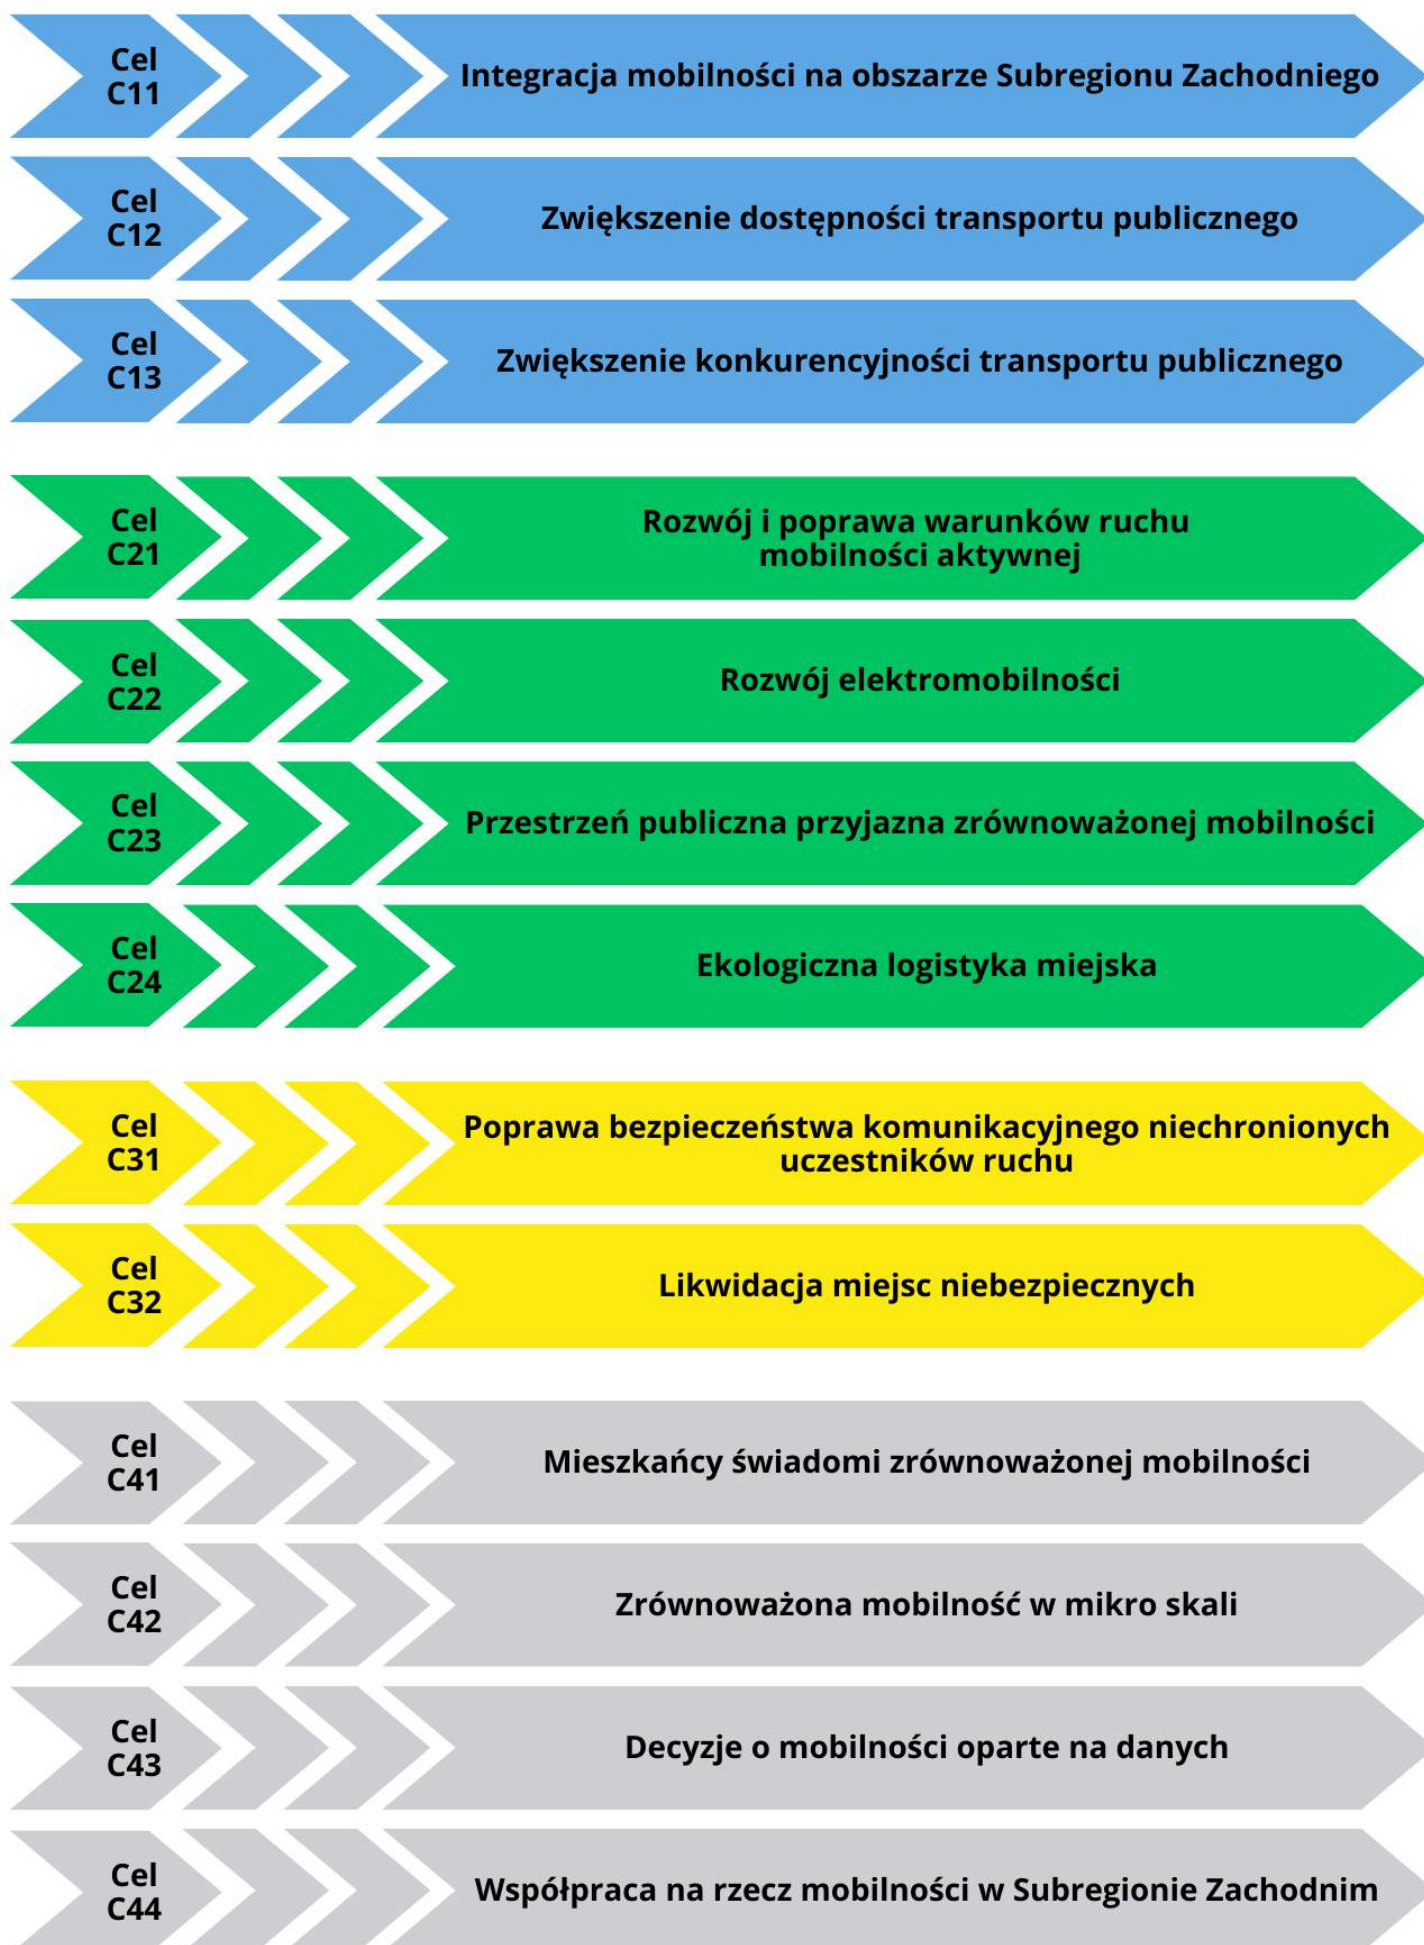 Cel
C11
Integracja mobilności na obszarze Subregionu Zachodniego
Cel
C12
Zwiększenie dostępności transportu publicznego
Cel
C13
Zwiększenie konkurencyjności transportu publicznego
Cel
C21
Rozwój i poprawa warunków ruchu
mobilności aktywnej
Cel
C22
Rozwój elektromobilności
Cel
C23
Przestrzeń publiczna przyjazna zrównoważonej mobilności
Cel
C24
Ekologiczna logistyka miejska
Cel
C31
Poprawa bezpieczeństwa komunikacyjnego niechronionych
uczestników ruchu
Cel
C32
Likwidacja miejsc niebezpiecznych
Cel
C41
Mieszkańcy świadomi zrównoważonej mobilności
Cel
C42
Zrównoważona mobilność w mikro skali
Cel
C43
Decyzje o mobilności oparte na danych
Cel
C44
Współpraca na rzecz mobilności w Subregionie Zachodnim